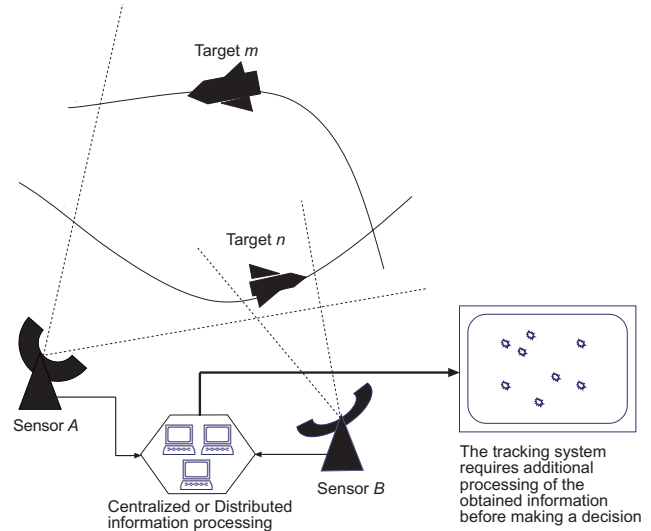 Target m
Target n
Sensor A
Sensor B
Centralized or Distributed
information processing
The tracking system
requires additional
processing of the
obtained information
before making a decision